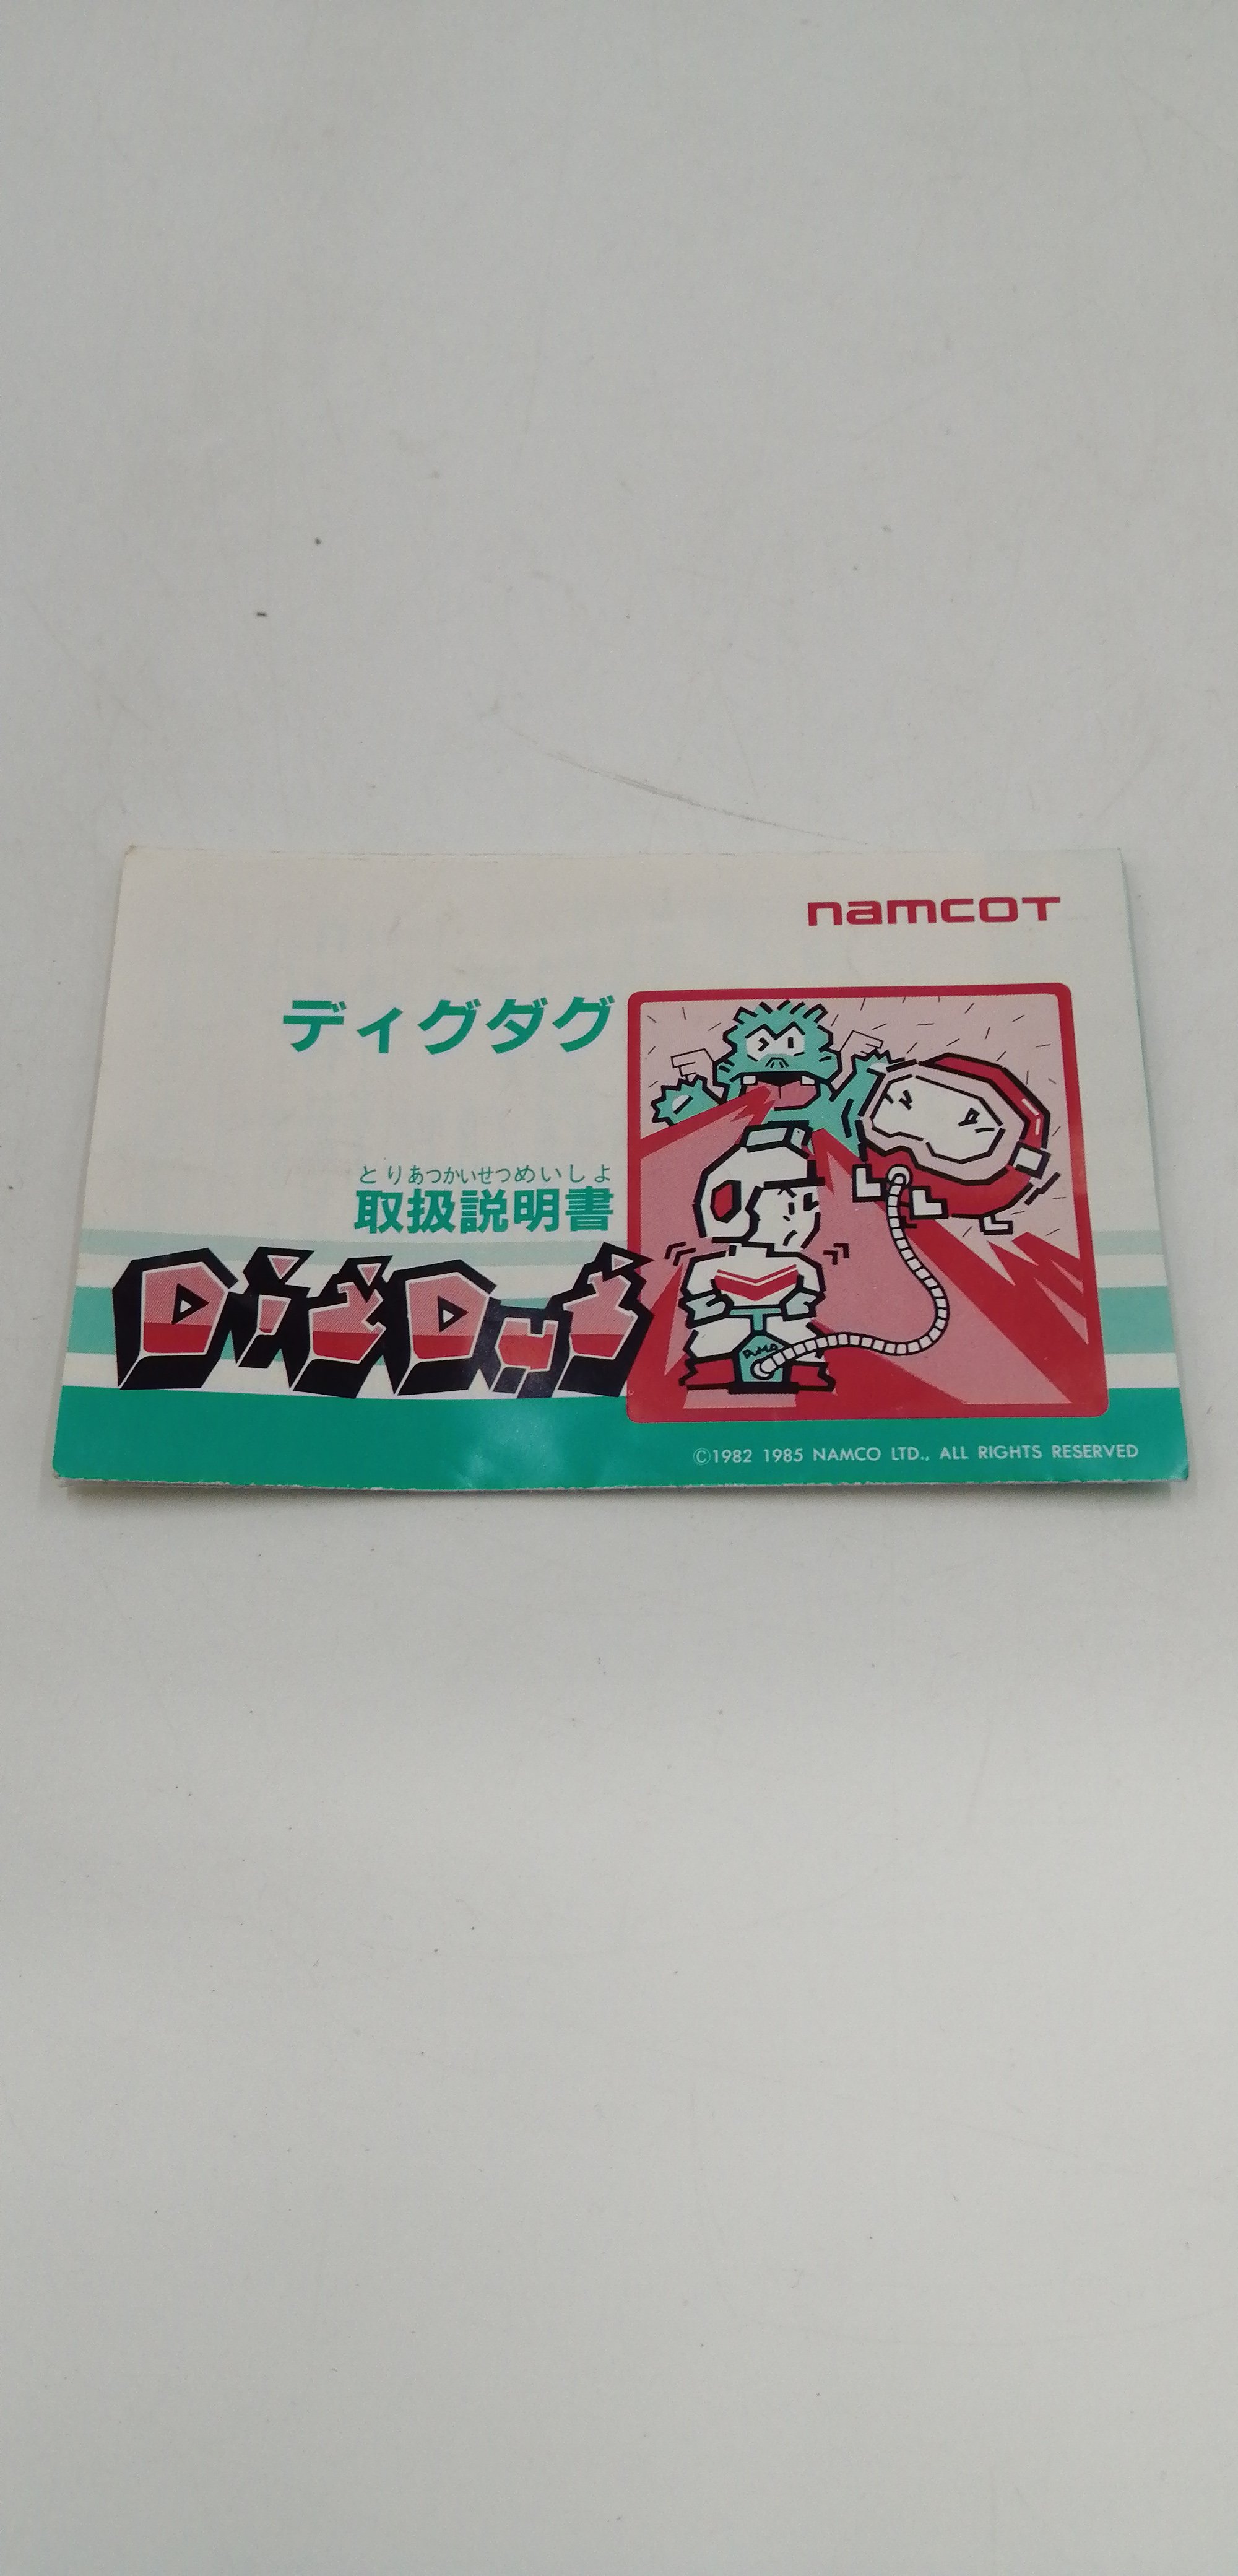 namcoT
ディグダグ
とりあつかいせつめいしよ
取扱説明書
DiGDuG
PUMP
©1982 1985 NAMCO LTD., ALL RIGHTS RESERVED